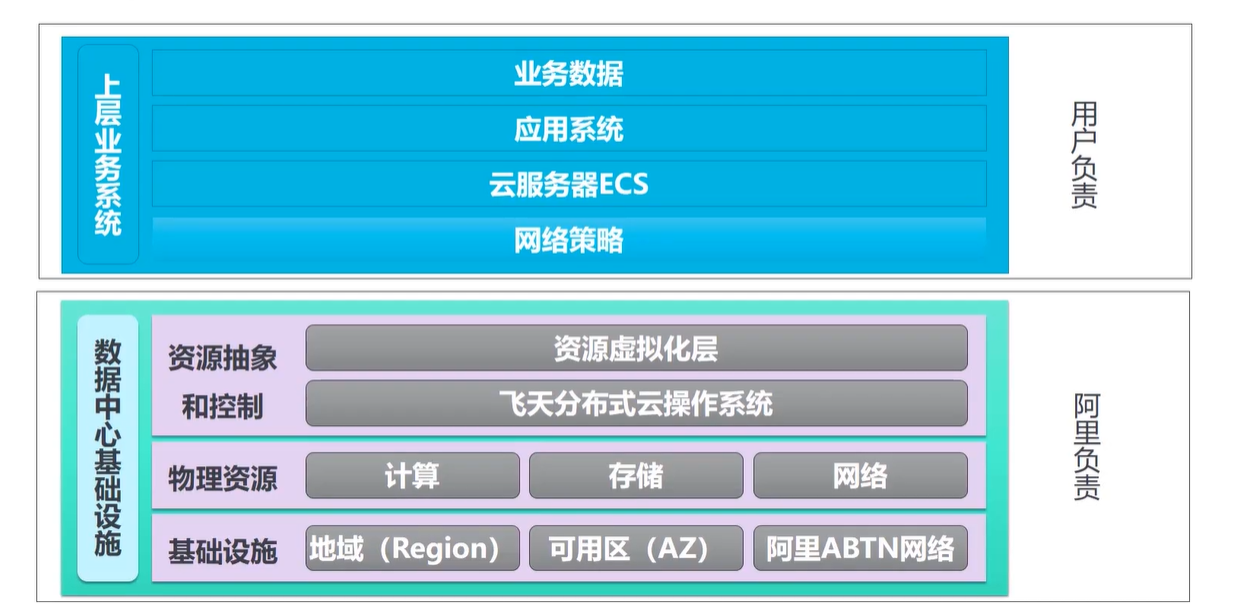 上层业务系统
业务数据
应用系统
云服务器ECS
网络策略
用户负责
数据中心基础设施
资源抽象
和控制
资源虚拟化层
飞天分布式云操作系统
物理资源
计算
存储
网络
基础设施
地域（Region）
可用区（AZ）
阿里ABTN网络
阿里负责